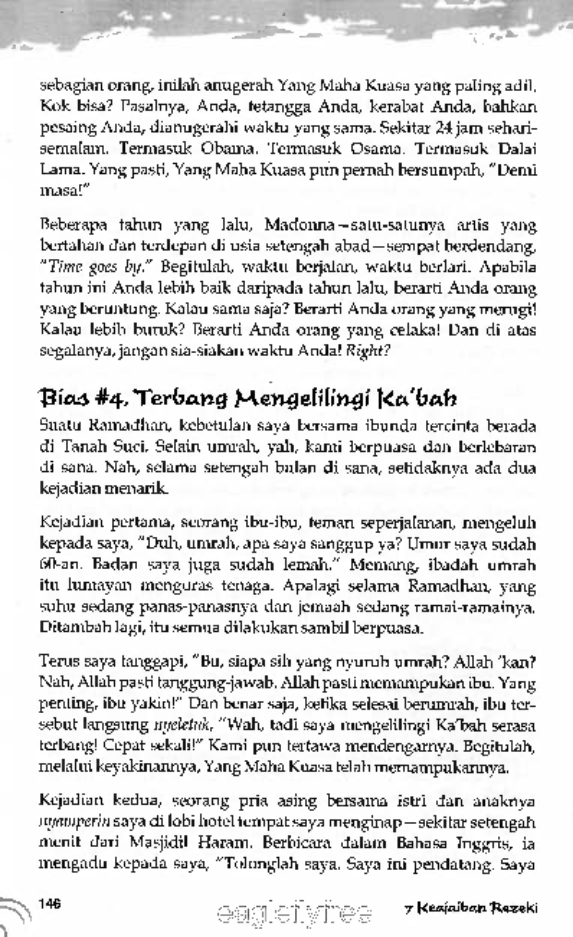 sebagian orang, inilah anugerah Yang Maha Kuasa yang paling adil.
Kok bisa? Pasalnya, Anda, tetangga Anda, kerabat Anda, bahkan
pesaing Anda, dianugerahi waktu yang sama. Sekitar 24 jam sehari-
semalam. Termasuk Obama. Termasuk Osama. Termasuk Dalai
Lama. Yang pasti, Yang Maha Kuasa pun pernah bersumpah, "Demi
masa!"
Beberapa tahun yang lalu, Madonna—satu-satunya artis yang
bertahan dan terdepan di usia setengah abad—sempat berdendang,
"Time goes by." Begitulah, waktu berjalan, waktu berlari. Apabila
tahun ini Anda lebih baik daripada tahun lalu, berarti Anda orang
yang beruntung. Kalau sama saja? Berarti Anda orang yang merugi!
Kalau lebih buruk? Berarti Anda orang yang celaka! Dan di atas
segalanya, jangan sia-siakan waktu Anda! Right?
Bias #4, Terbang Mengelilingi Ka'bah
Suatu Ramadhan, kebetulan saya bersama ibunda tercinta berada
di Tanah Suci. Selain umrah, yah, kami berpuasa dan berlebaran
di sana. Nah, selama setengah bulan di sana, setidaknya ada dua
kejadian menarik.
Kejadian pertama, seorang ibu-ibu, teman seperjalanan, mengeluh
kepada saya, "Duh, umrah, apa saya sanggup ya? Umur saya sudah
60-an. Badan saya juga sudah lemah." Memang, ibadah umrah
itu lumayan menguras tenaga. Apalagi selama Ramadhan, yang
suhu sedang panas-panasnya dan jemaah sedang ramai-ramainya.
Ditambah lagi, itu semua dilakukan sambil berpuasa.
Terus saya tanggapi, "Bu, siapa sih yang nyuruh umrah? Allah 'kan?
Nah, Allah pasti tanggung-jawab. Allah pasti memampukan ibu. Yang
penting, ibu yakin!" Dan benar saja, ketika selesai berumrah, ibu ter-
sebut langsung nyeletuk, "Wah, tadi saya mengelilingi Ka'bah serasa
terbang! Cepat sekali!" Kami pun tertawa mendengarnya. Begitulah,
melalui keyakinannya, Yang Maha Kuasa telah memampukannya.
Kejadian kedua, seorang pria asing bersama istri dan anaknya
nyamperin saya di lobi hotel tempat saya menginap—sekitar setengah
menit dari Masjidil Haram. Berbicara dalam Bahasa Inggris, ia
mengadu kepada saya, "Tolonglah saya. Saya ini pendatang. Saya
146
eagleflyfree
7 Keajaiban Rezeki